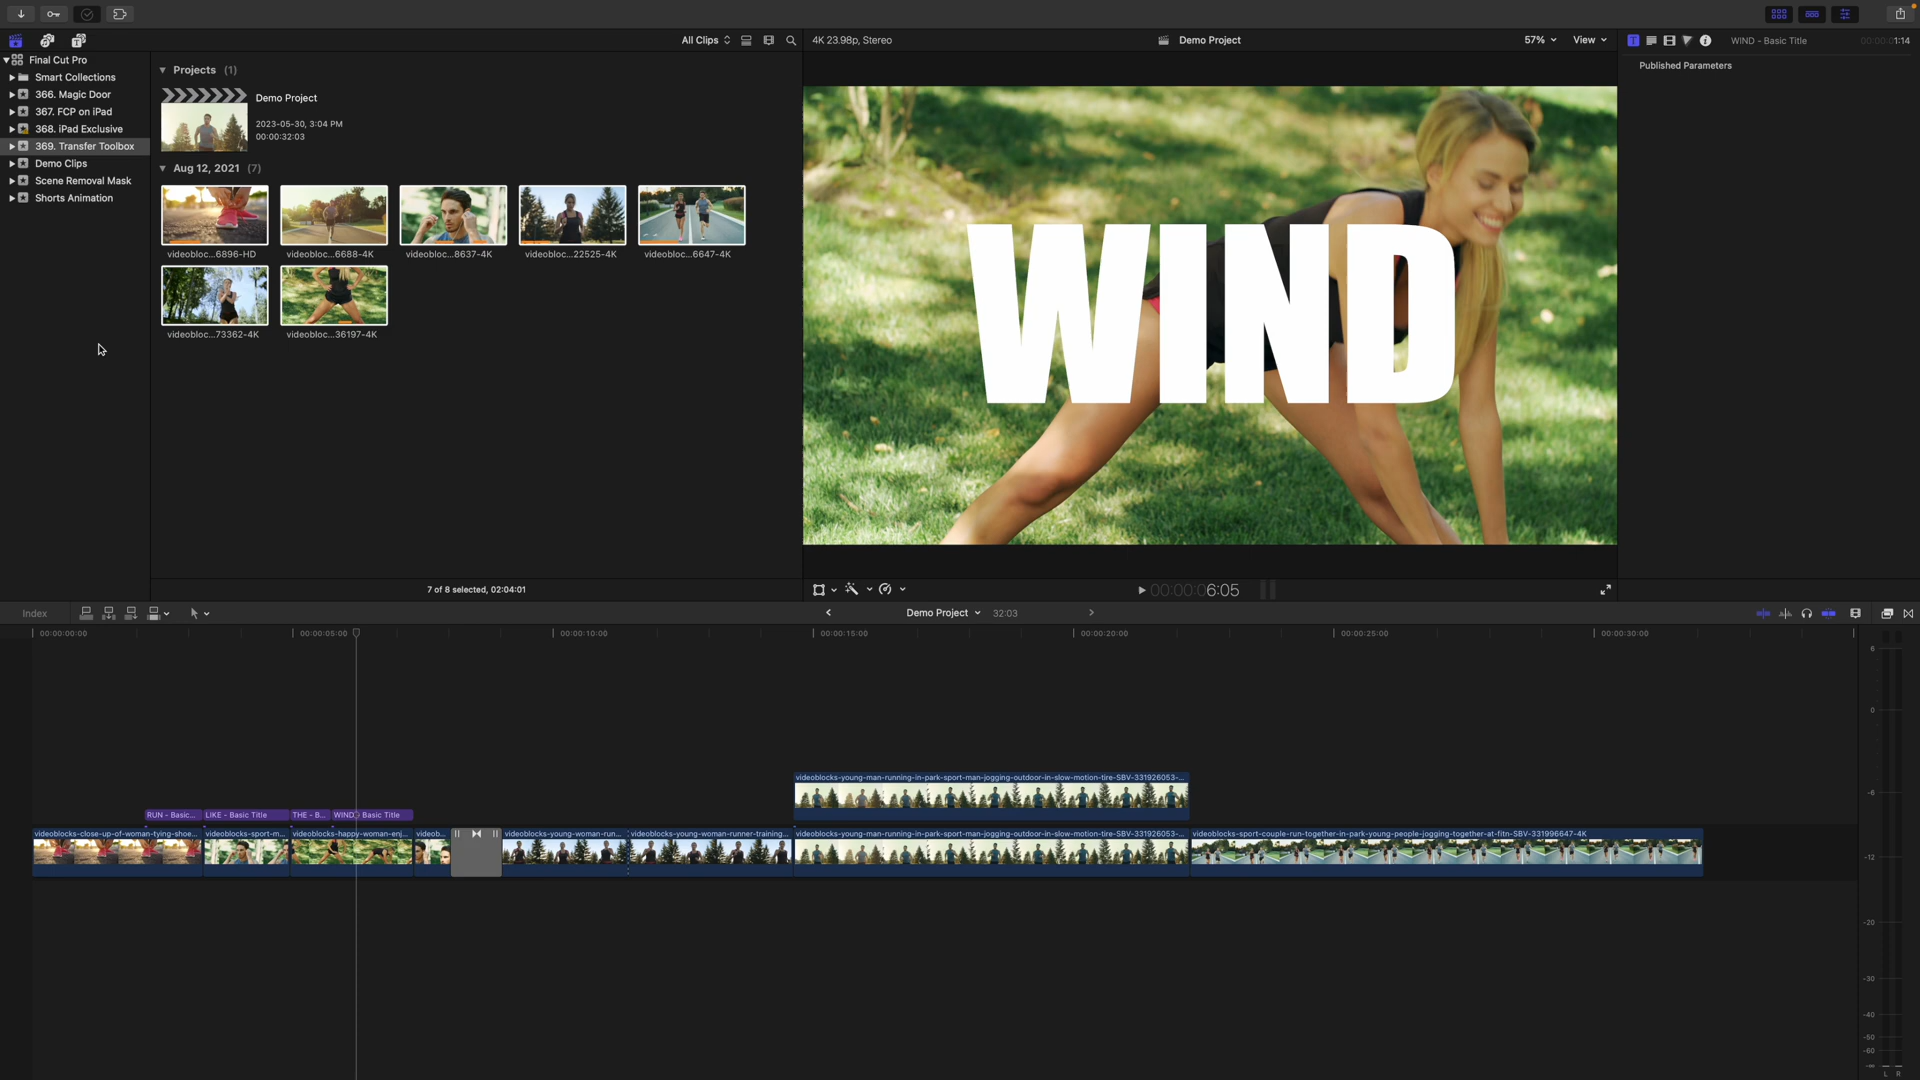 All Clips
4K 23.98p, Stereo
Demo Project
57%
View
WIND - Basic Title
00:00:01:14
Final Cut Pro
Smart Collections
366. Magic Door
367. FCP on iPad
368. iPad Exclusive
369. Transfer Toolbox
Demo Clips
Scene Removal Mask
Shorts Animation
Projects (1)
Demo Project
2023-05-30, 3:04 PM
00:00:32:03
Aug 12, 2021 (7)
videobloc...6896-HD
videobloc...6688-4K
videobloc...8637-4K
videobloc...22525-4K
videobloc...6647-4K
videobloc...73362-4K
videobloc...36197-4K
7 of 8 selected, 02:04:01
WIND
00:00:06:05
Published Parameters
Index
Demo Project
32:03
00:00:00:00
00:00:05:00
00:00:10:00
00:00:15:00
00:00:20:00
00:00:25:00
00:00:30:00
videoblocks-young-man-running-in-park-sport-man-jogging-outdoor-in-slow-motion-tire-SBV-331926053-...
RUN - Basic...
LIKE - Basic Title
THE - B...
WIND - Basic Title
videoblocks-close-up-of-woman-tying-shoe...
videoblocks-sport-m...
videoblocks-happy-woman-enj...
videob...
videoblocks-young-woman-run...
videoblocks-young-woman-runner-training...
videoblocks-young-man-running-in-park-sport-man-jogging-outdoor-in-slow-motion-tire-SBV-331926053-...
videoblocks-sport-couple-run-together-in-park-young-people-jogging-together-at-fitn-SBV-331996647-4K
6
0
-6
-12
-20
-30
-40
-50
-60
-∞
L R